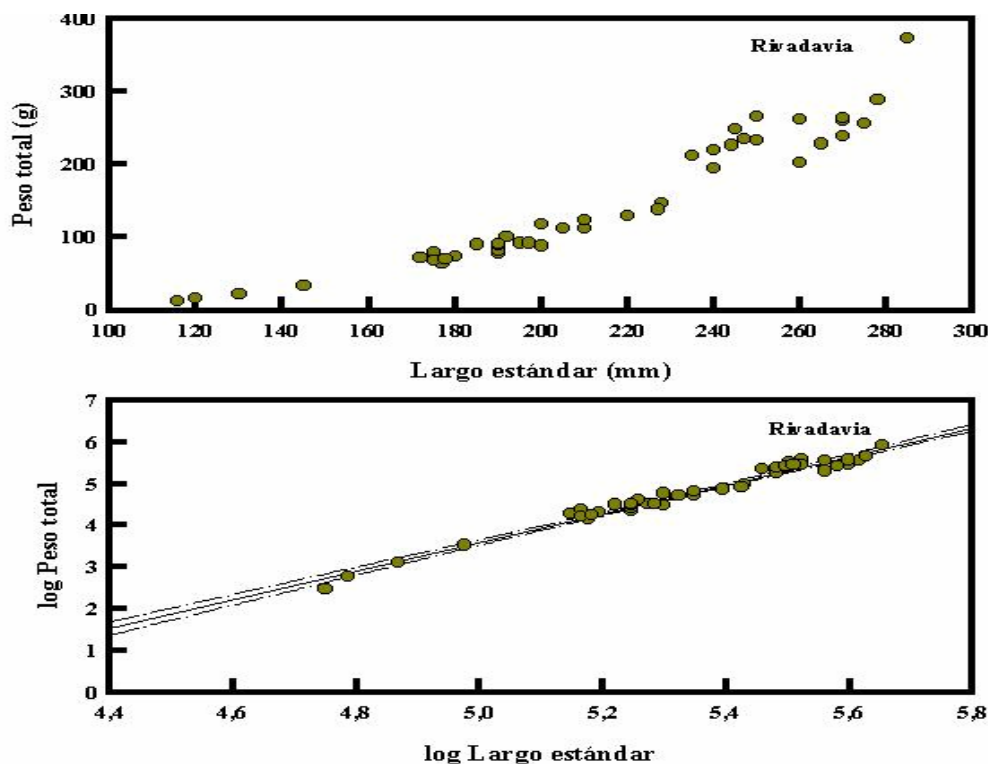 400
Rivadavia
300
200
100
0
Peso total (g)
100 120 140 160 180 200 220 240 260 280 300
Largo estándar (mm)
7
Rivadavia
6
5
4
3
2
1
0
log Peso total
4,4 4,6 4,8 5,0 5,2 5,4 5,6 5,8
log Largo estándar